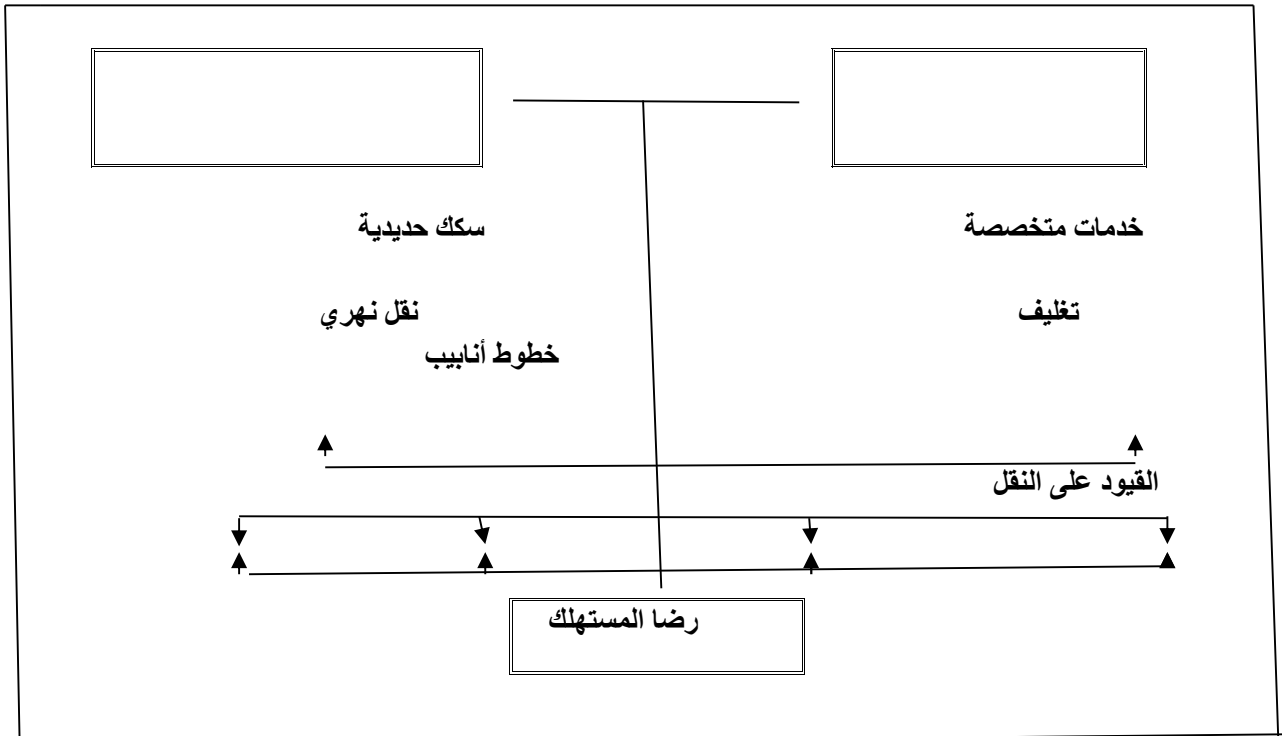 خدمات متخصصة
سكك حديدية
تغليف
نقل نهري
خطوط أنابيب
القيود على النقل
رضا المستهلك